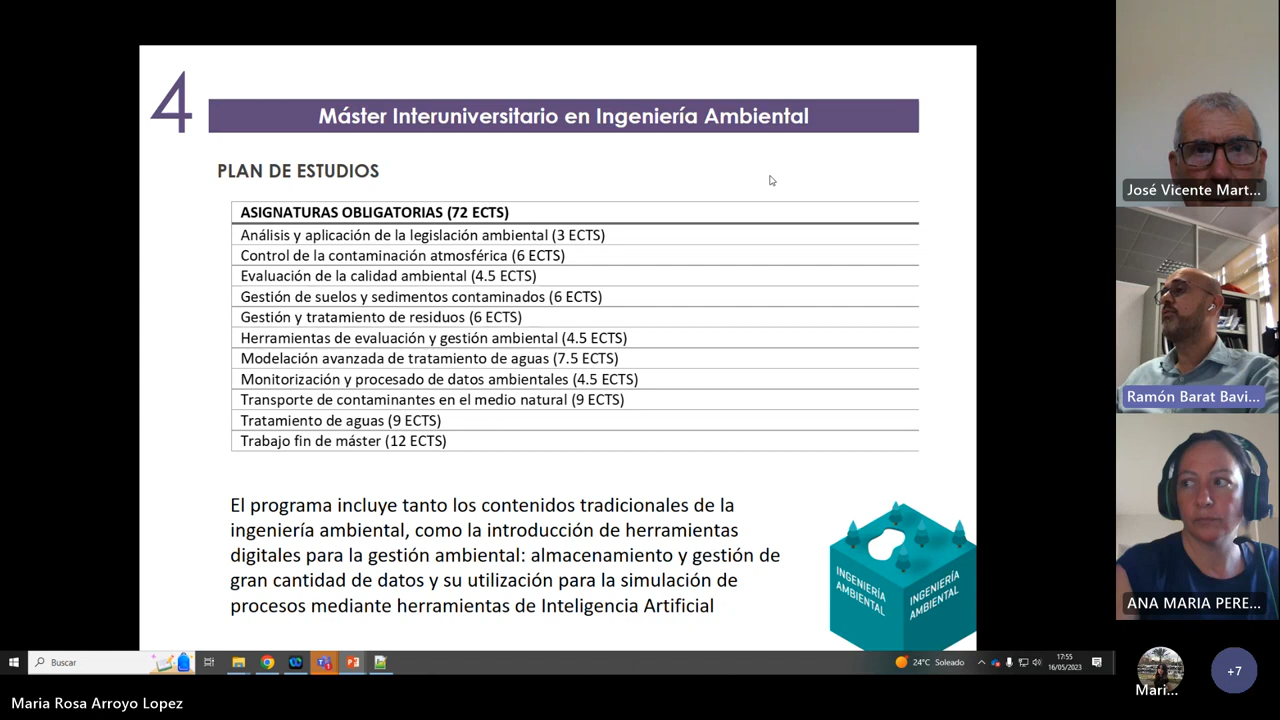 4
Máster Interuniversitario en Ingeniería Ambiental
PLAN DE ESTUDIOS
ASIGNATURAS OBLIGATORIAS (72 ECTS)
Análisis y aplicación de la legislación ambiental (3 ECTS)
Control de la contaminación atmosférica (6 ECTS)
Evaluación de la calidad ambiental (4.5 ECTS)
Gestión de suelos y sedimentos contaminados (6 ECTS)
Gestión y tratamiento de residuos (6 ECTS)
Herramientas de evaluación y gestión ambiental (4.5 ECTS)
Modelación avanzada de tratamiento de aguas (7.5 ECTS)
Monitorización y procesado de datos ambientales (4.5 ECTS)
Transporte de contaminantes en el medio natural (9 ECTS)
Tratamiento de aguas (9 ECTS)
Trabajo fin de máster (12 ECTS)
El programa incluye tanto los contenidos tradicionales de la
ingeniería ambiental, como la introducción de herramientas
digitales para la gestión ambiental: almacenamiento y gestión de
gran cantidad de datos y su utilización para la simulación de
procesos mediante herramientas de Inteligencia Artificial
INGENIERÍA
AMBIENTAL
INGENIERÍA
AMBIENTAL
José Vicente Mart...
Ramón Barat Bavi...
ANA MARIA PERE...
Mari...
+7
Buscar
24°C Soleado
17:55
16/05/2023
Maria Rosa Arroyo Lopez